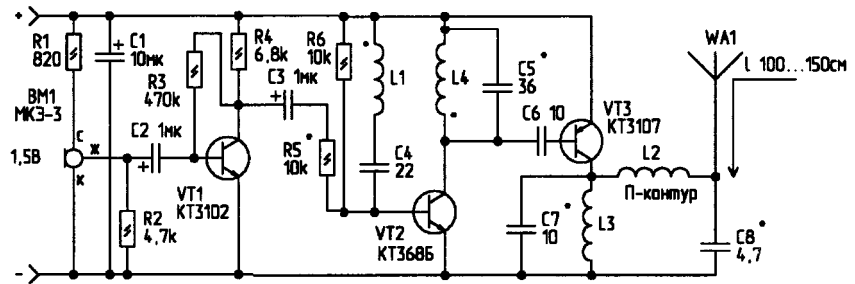 +
R1
820
C1
10мк
+
R4
6,8k
R6
10k
L1
L4
C5*
36
WA1
l 100...150см
BM1
МКЭ-3
R3
470k
C3 1мк
+
C6 10
VT3
КТ3107
C2 1мк
+
1,5В
С
Ж
К
R5*
10k
C4
22
L2
П-контур
VT1
КТ3102
R2
4,7k
VT2
КТ368Б
C7*
10
L3
C8*
4,7
-